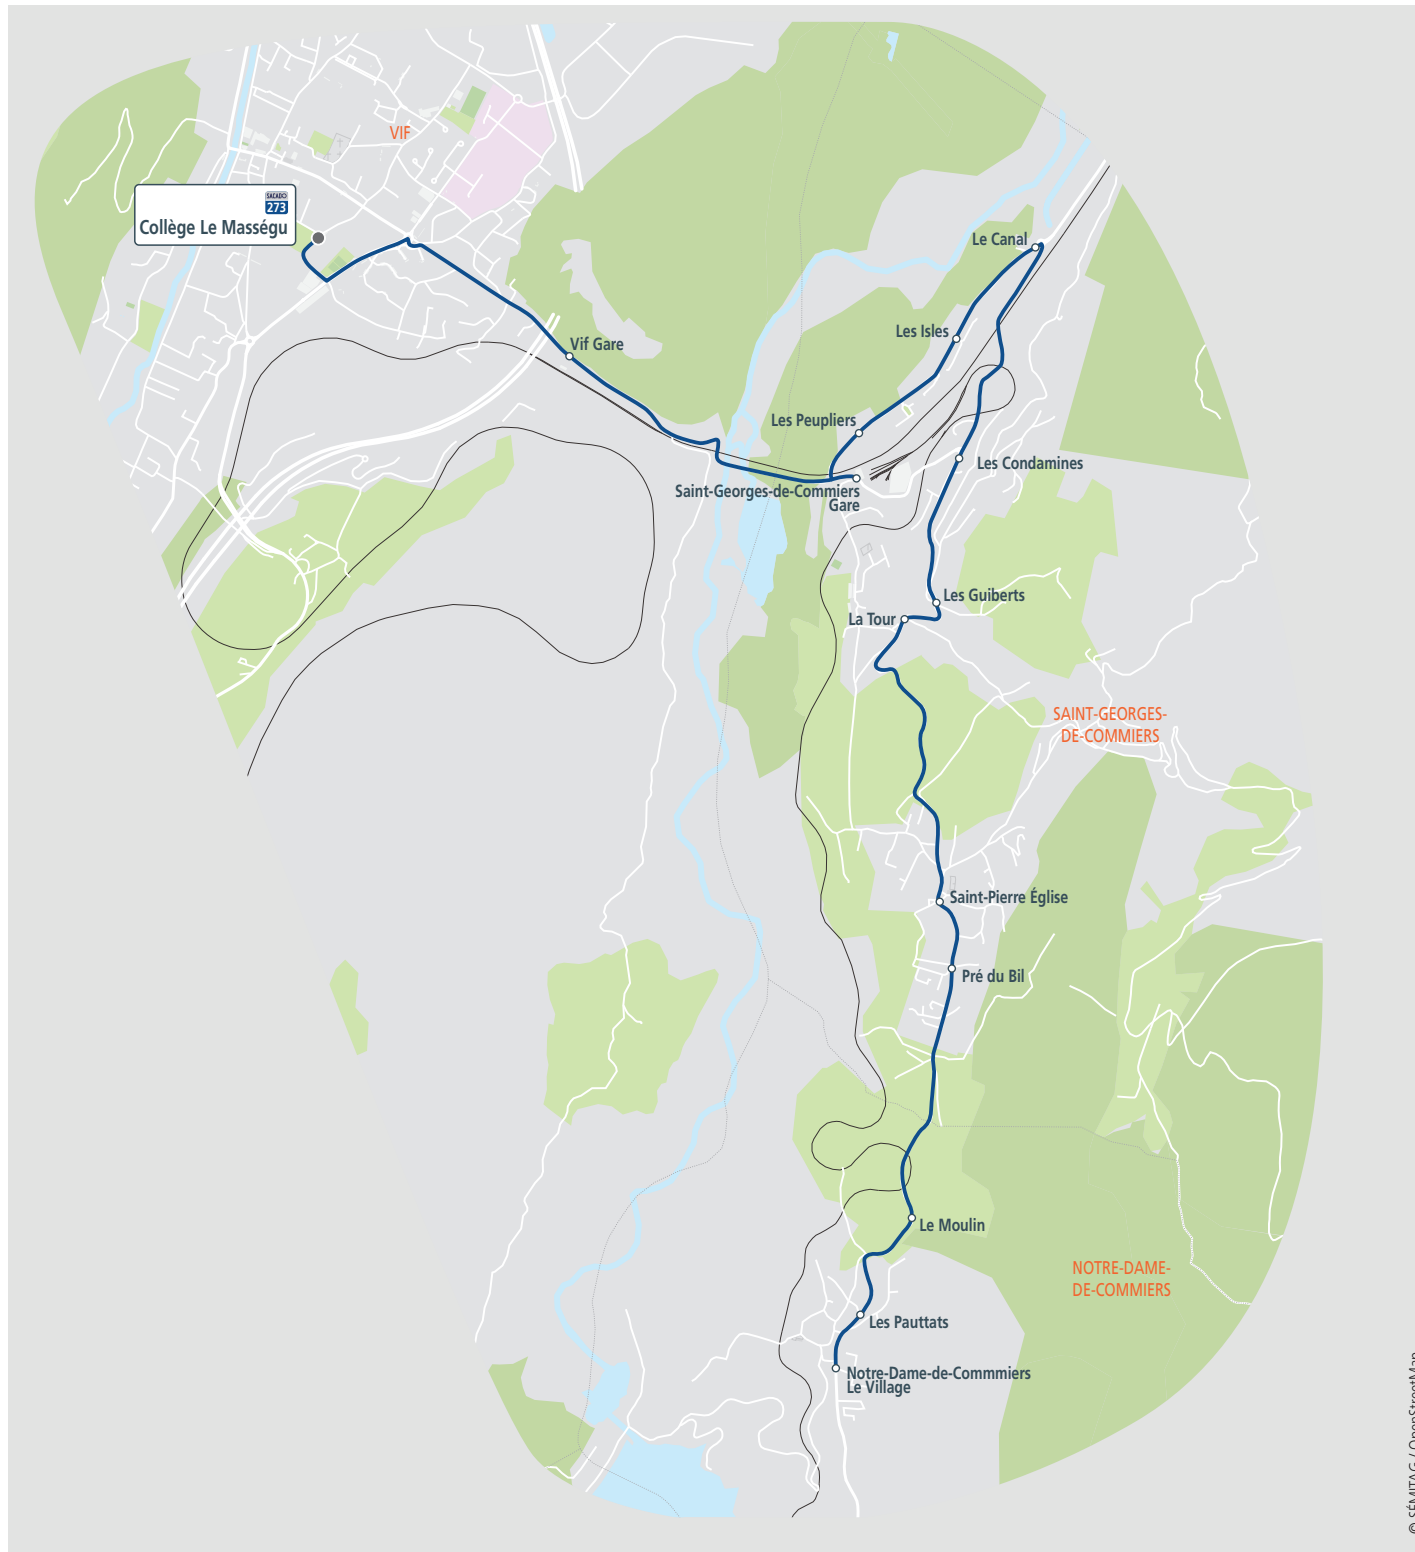 VIF
SACADO
273
Collège Le Masségu
Le Canal
Les Isles
Vif Gare
Les Peupliers
Les Condamines
Saint-Georges-de-Commiers
Gare
Les Guiberts
La Tour
SAINT-GEORGES-
DE-COMMIERS
Saint-Pierre Église
Pré du Bil
Le Moulin
NOTRE-DAME-
DE-COMMIERS
Les Pauttats
Notre-Dame-de-Commmiers
Le Village
© SÉMITAG / OpenStreetMap